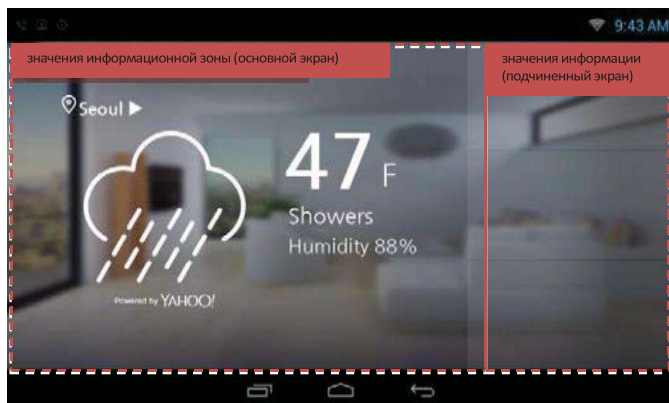 9:43 AM
значения информационной зоны (основной экран)
значения информации
(подчиненный экран)
Seoul
47 F
Showers
Humidity 88%
Powered by YAHOO!